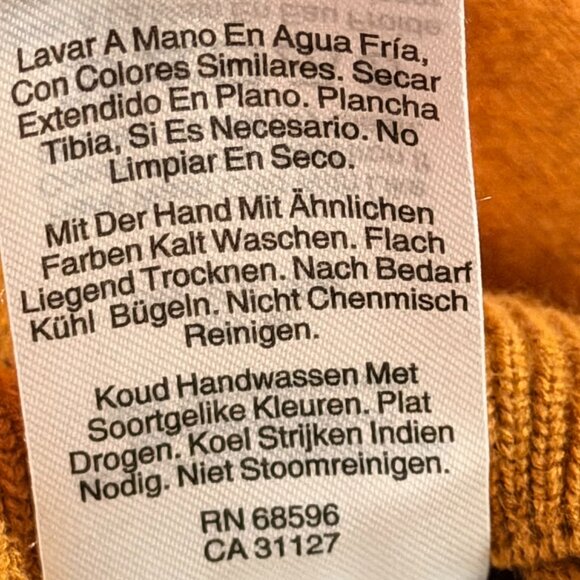 Lavar A Mano En Agua Fría,
Con Colores Similares. Secar
Extendido En Plano. Plancha
Tibia, Si Es Necesario. No
Limpiar En Seco.
Mit Der Hand Mit Ähnlichen
Farben Kalt Waschen. Flach
Liegend Trocknen. Nach Bedarf
Kühl Bügeln. Nicht Chenmisch
Reinigen.
Koud Handwassen Met
Soortgelike Kleuren. Plat
Drogen. Koel Strijken Indien
Nodig. Niet Stoomreinigen.
RN 68596
CA 31127